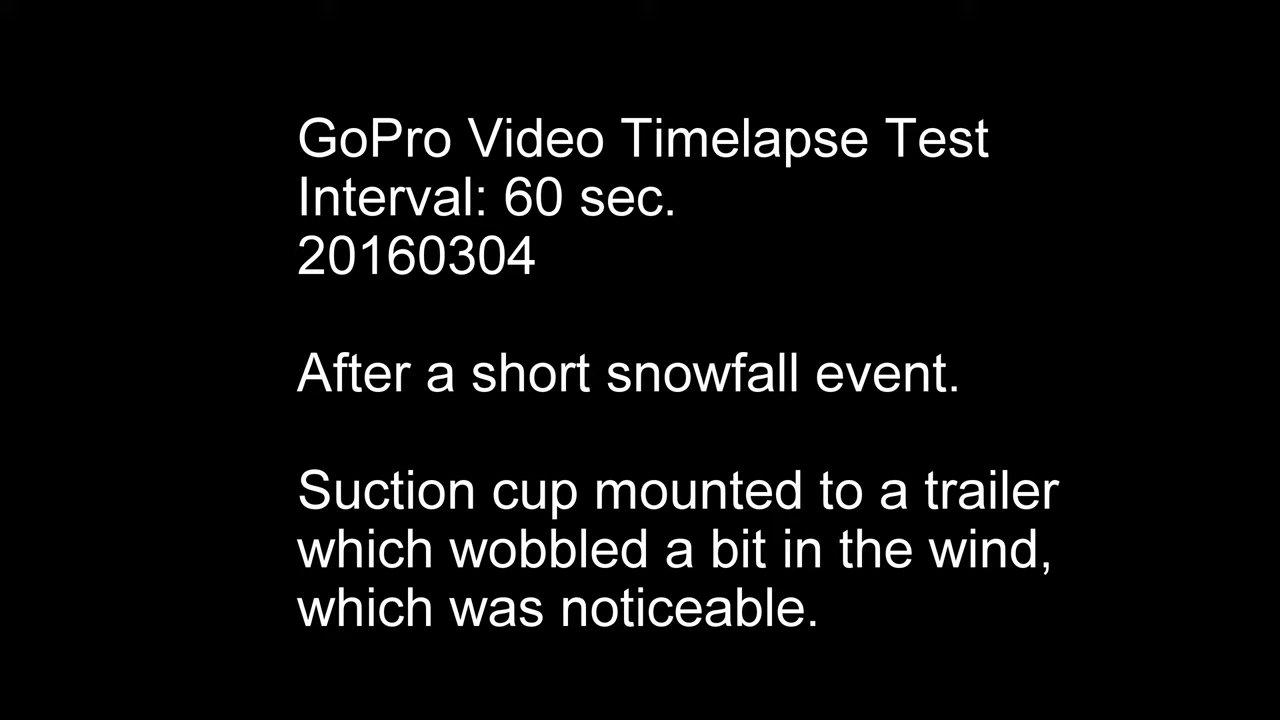 GoPro Video Timelapse Test
Interval: 60 sec.
20160304
After a short snowfall event.
Suction cup mounted to a trailer
which wobbled a bit in the wind,
which was noticeable.